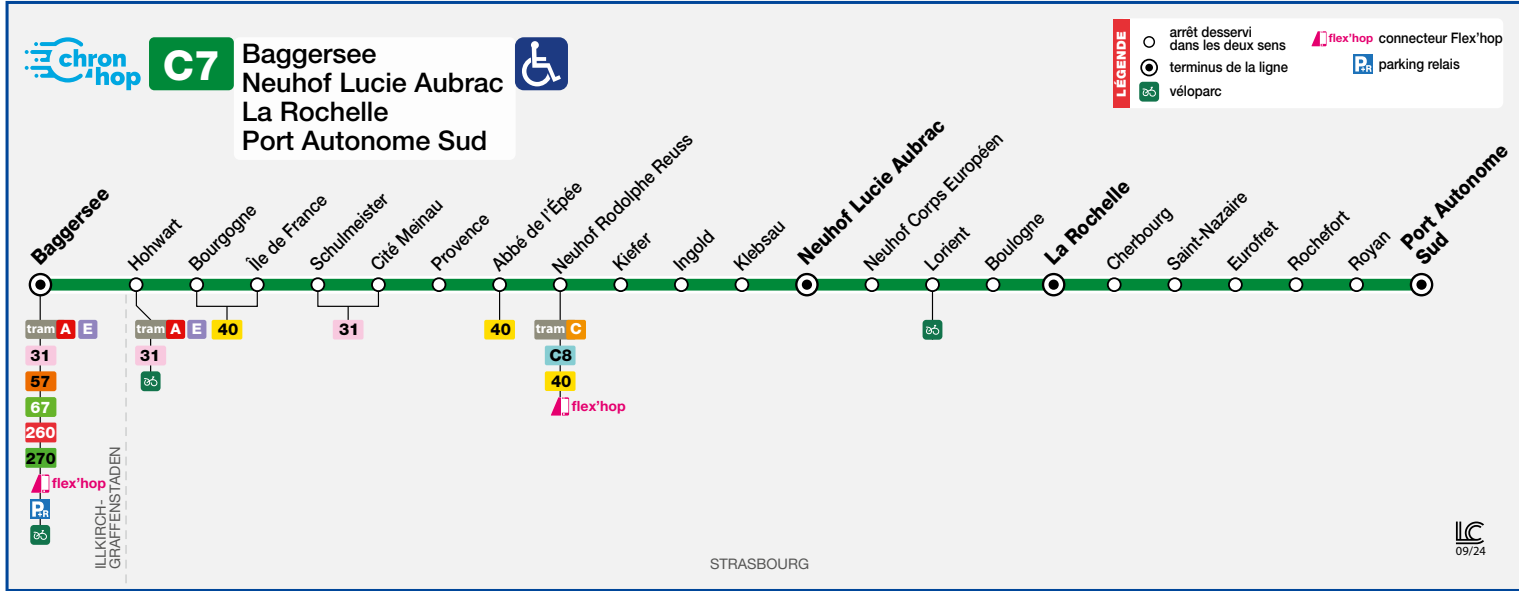 chron
hop
C7
Baggersee
Neuhof Lucie Aubrac
La Rochelle
Port Autonome Sud
LÉGENDE
arrêt desservi
dans les deux sens
terminus de la ligne
véloparc
flex'hop connecteur Flex'hop
P+R parking relais
Baggersee
Hohwart
Bourgogne
Île de France
Schulmeister
Cité Meinau
Provence
Abbé de l'Épée
Neuhof Rodolphe Reuss
Kiefer
Ingold
Klebsau
Neuhof Lucie Aubrac
Neuhof Corps Européen
Lorient
Boulogne
La Rochelle
Cherbourg
Saint-Nazaire
Eurofret
Rochefort
Royan
Port Autonome
Sud
tram A E
31
57
67
260
270
flex'hop
P+R
tram A E
31
40
31
40
tram C
C8
40
flex'hop
ILLKIRCH-
GRAFFENSTADEN
STRASBOURG
LC
09/24